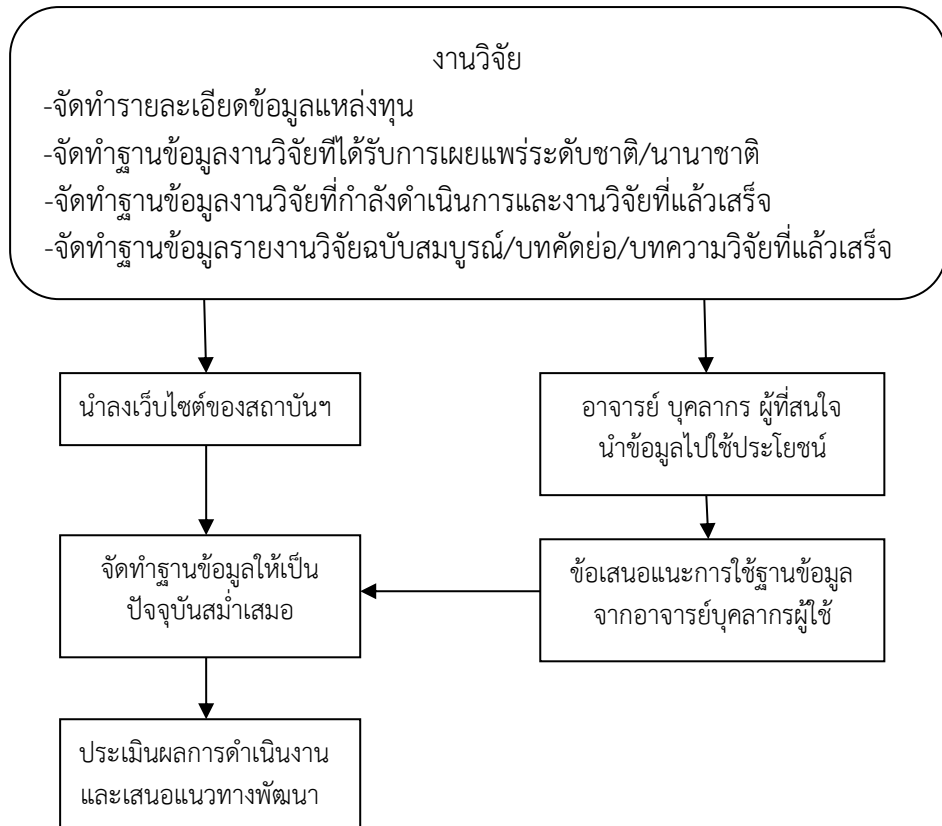 งานวิจัย
-จัดทำรายละเอียดข้อมูลแหล่งทุน
-จัดทำฐานข้อมูลงานวิจัยทีได้รับการเผยแพร่ระดับชาติ/นานาชาติ
-จัดทำฐานข้อมูลงานวิจัยที่กำลังดำเนินการและงานวิจัยที่แล้วเสร็จ
-จัดทำฐานข้อมูลรายงานวิจัยฉบับสมบูรณ์/บทคัดย่อ/บทความวิจัยที่แล้วเสร็จ
นำลงเว็บไซต์ของสถาบันฯ
อาจารย์ บุคลากร ผู้ที่สนใจ
นำข้อมูลไปใช้ประโยชน์
จัดทำฐานข้อมูลให้เป็น
ปัจจุบันสม่ำเสมอ
ข้อเสนอแนะการใช้ฐานข้อมูล
จากอาจารย์บุคลากรผู้ใช้
ประเมินผลการดำเนินงาน
และเสนอแนวทางพัฒนา